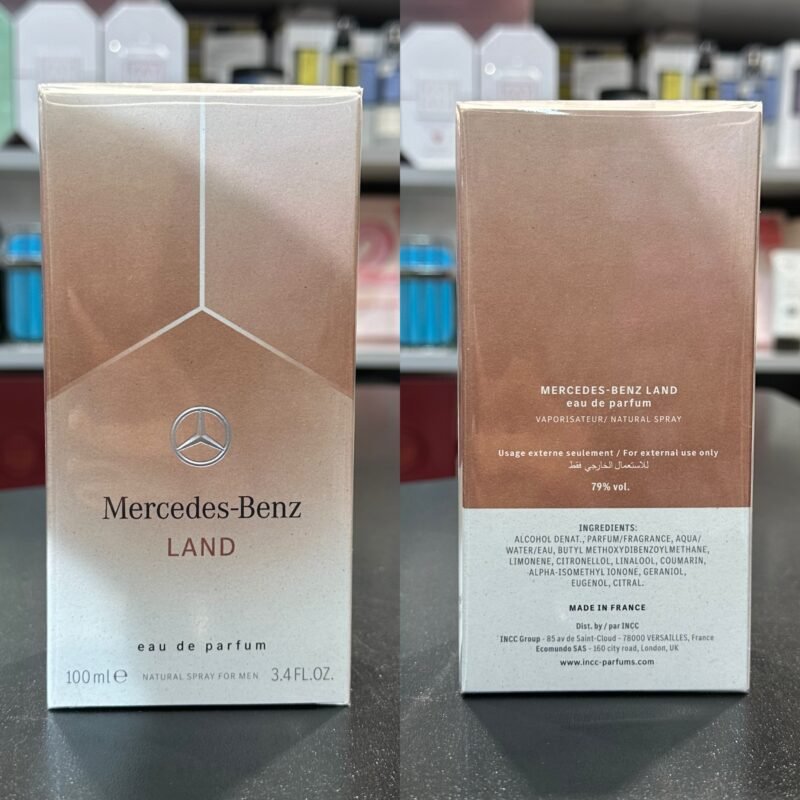 Mercedes-Benz
LAND
eau de parfum
100 ml ℮ NATURAL SPRAY FOR MEN 3.4 FL.OZ.
MERCEDES-BENZ LAND
eau de parfum
VAPORISATEUR/ NATURAL SPRAY
Usage externe seulement / For external use only
للاستعمال الخارجي فقط
79% vol.
INGREDIENTS:
ALCOHOL DENAT., PARFUM/FRAGRANCE, AQUA/
WATER/EAU, BUTYL METHOXYDIBENZOYLMETHANE,
LIMONENE, CITRONELLOL, LINALOOL, COUMARIN,
ALPHA-ISOMETHYL IONONE, GERANIOL,
EUGENOL, CITRAL.
MADE IN FRANCE
Dist. by / par INCC
INCC Group - 85 av de Saint-Cloud - 78000 VERSAILLES, France
Ecomundo SAS - 160 city road, London, UK
www.incc-parfums.com